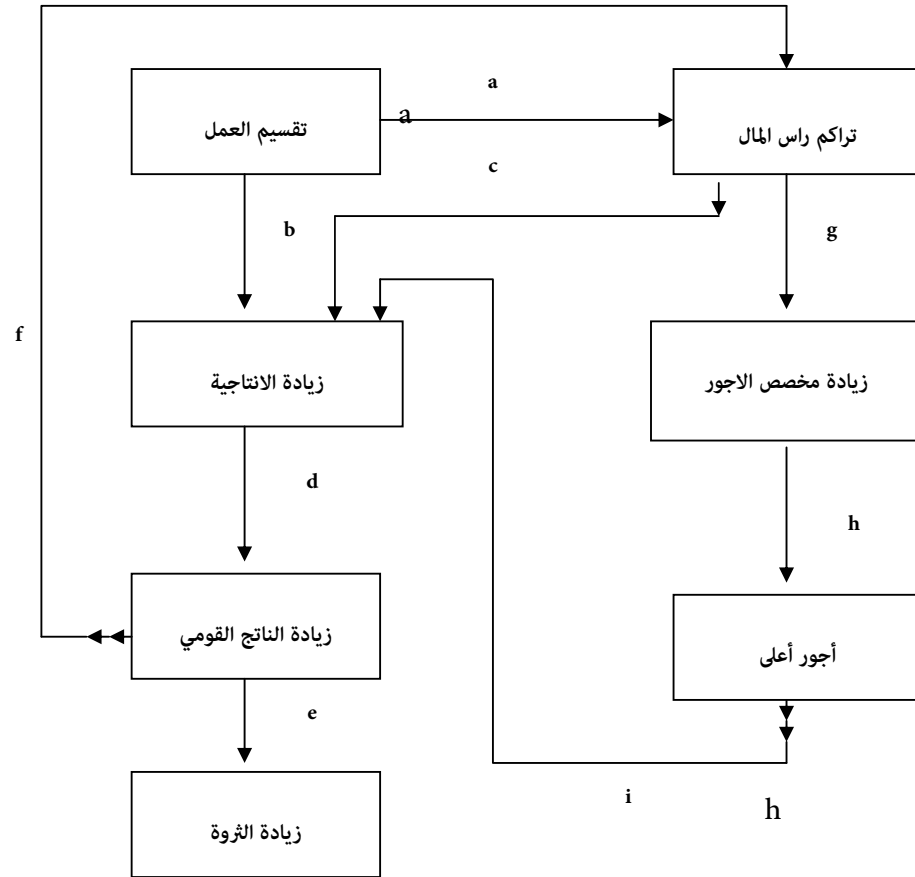 a
تقسيم العمل
a
تراكم راس المال
c
b
g
f
زيادة الانتاجية
زيادة مخصص الاجور
d
h
زيادة الناتج القومي
أجور أعلى
e
i
h
زيادة الثروة